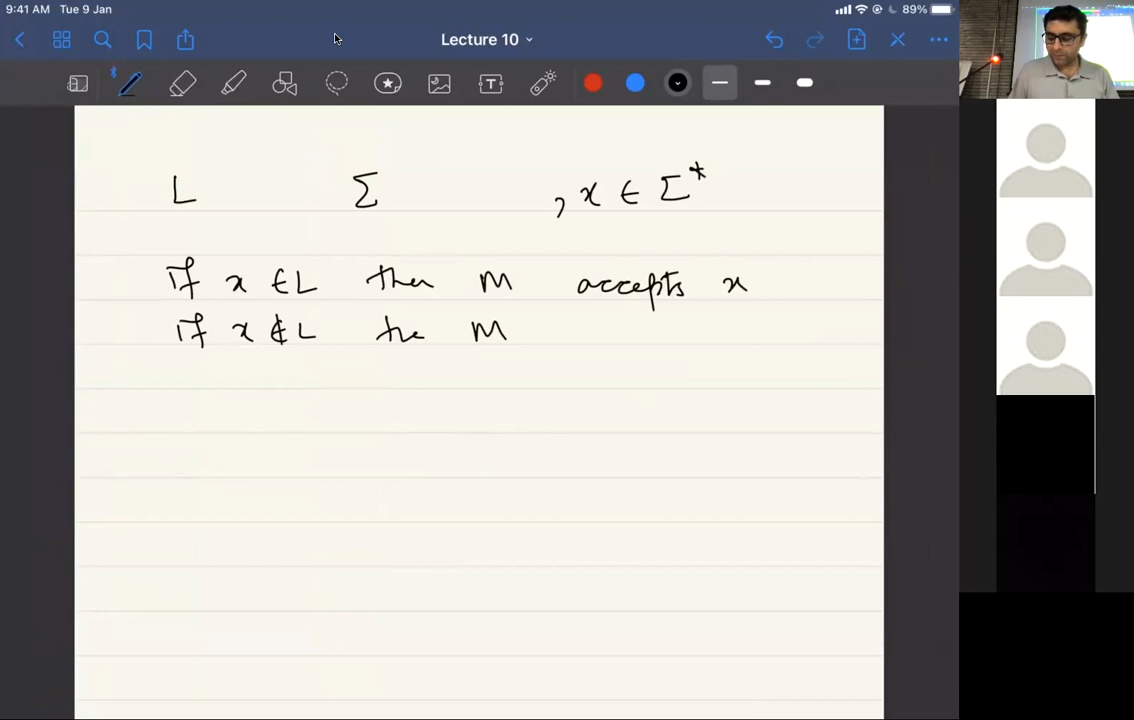 9:41 AM Tue 9 Jan
89%
Lecture 10
L Σ , x ∈ Σ*
if x ∈ L then M accepts x
if x ∉ L the M